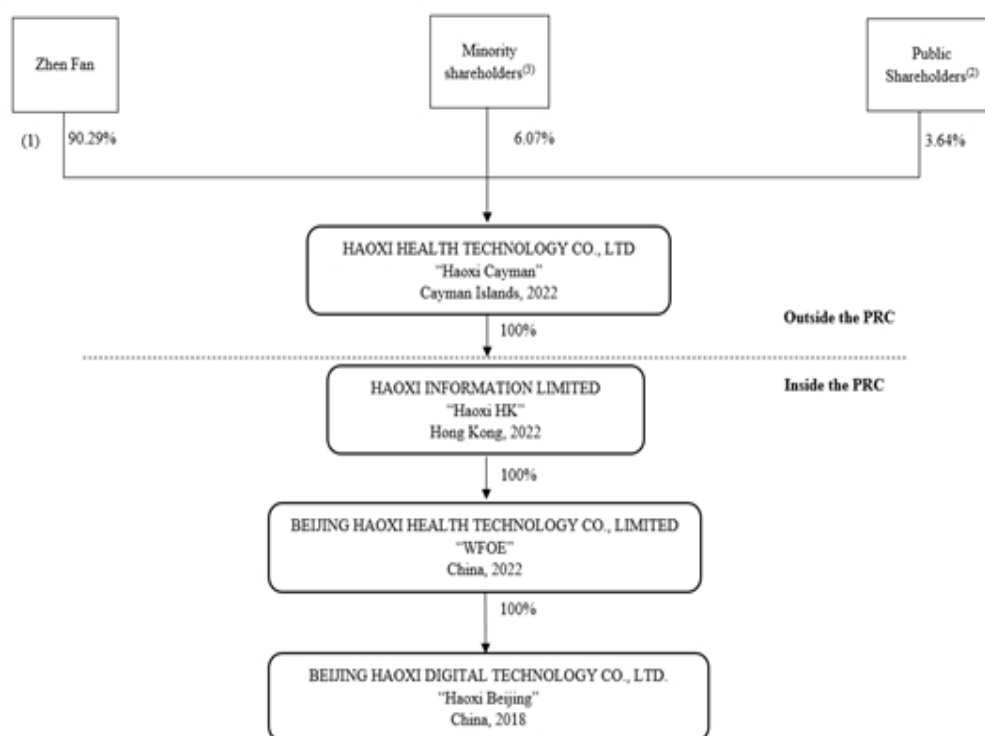 Zhen Fan
Minority
shareholders(3)
Public
Shareholders(2)
(1) 90.29%
6.07%
3.64%
HAOXI HEALTH TECHNOLOGY CO., LTD
“Haoxi Cayman”
Cayman Islands, 2022
Outside the PRC
100%
Inside the PRC
HAOXI INFORMATION LIMITED
“Haoxi HK”
Hong Kong, 2022
100%
BEIJING HAOXI HEALTH TECHNOLOGY CO., LIMITED
“WFOE”
China, 2022
100%
BEIJING HAOXI DIGITAL TECHNOLOGY CO., LTD.
“Haoxi Beijing”
China, 2018